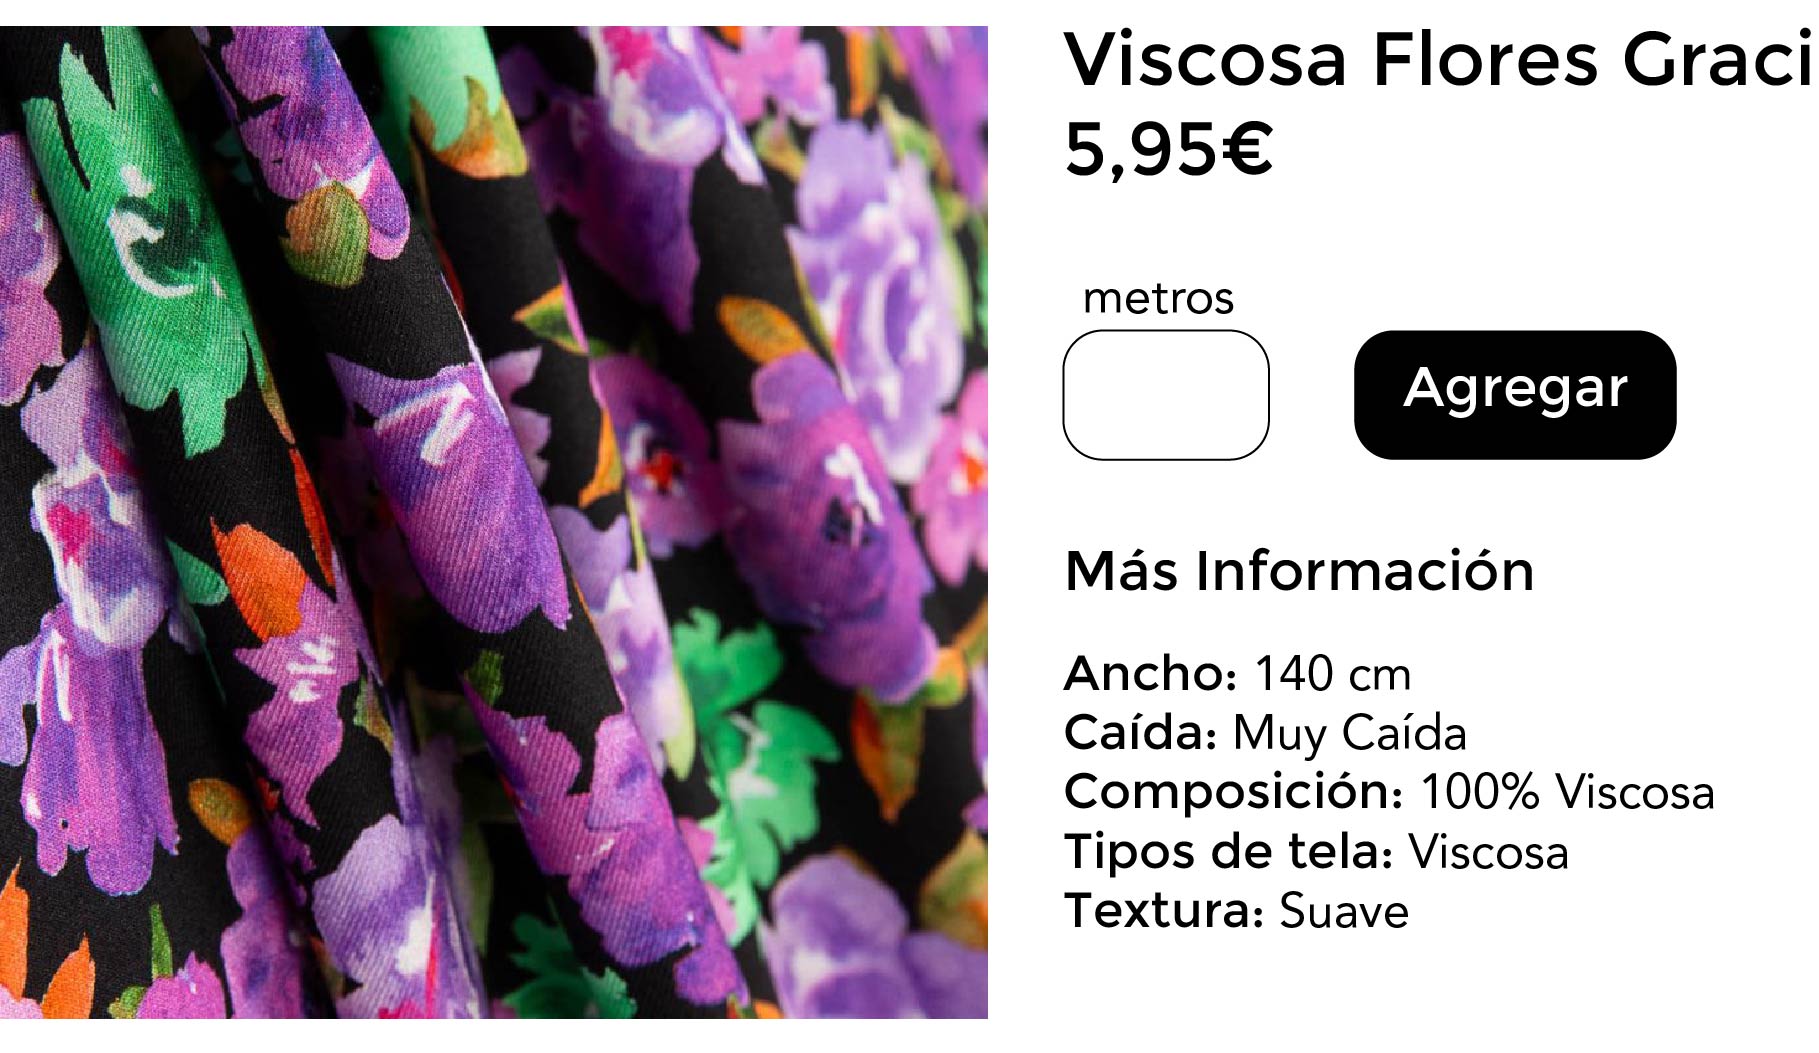 Viscosa Flores Graci
5,95€
metros
Agregar
Más Información
Ancho: 140 cm
Caída: Muy Caída
Composición: 100% Viscosa
Tipos de tela: Viscosa
Textura: Suave